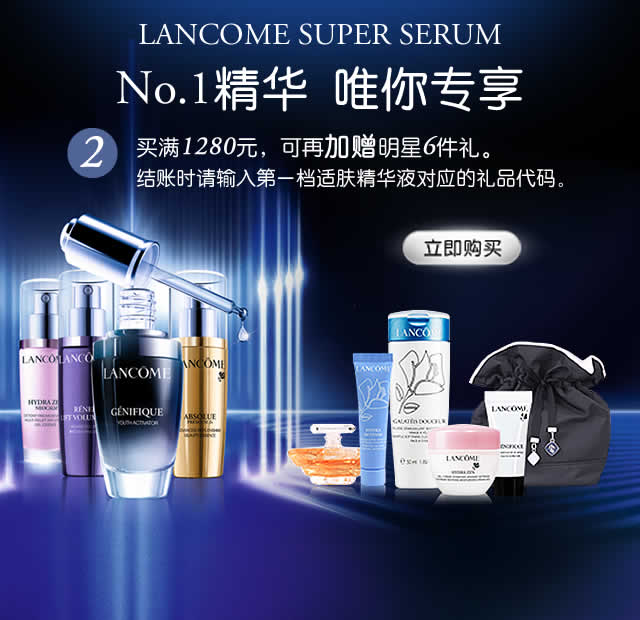 LANCOME SUPER SERUM
No.1精华 唯你专享
2
买满1280元，可再加赠明星6件礼。
结账时请输入第一档适肤精华液对应的礼品代码。
立即购买
LANCÔME
GÉNIFIQUE
YOUTH ACTIVATOR
HYDRA ZEN
ABSOLUE
LANCÔME
GALATÉIS DOUCEUR
LANCÔME
HYDRA ZEN
LANCÔME
GÉNIFIQUE